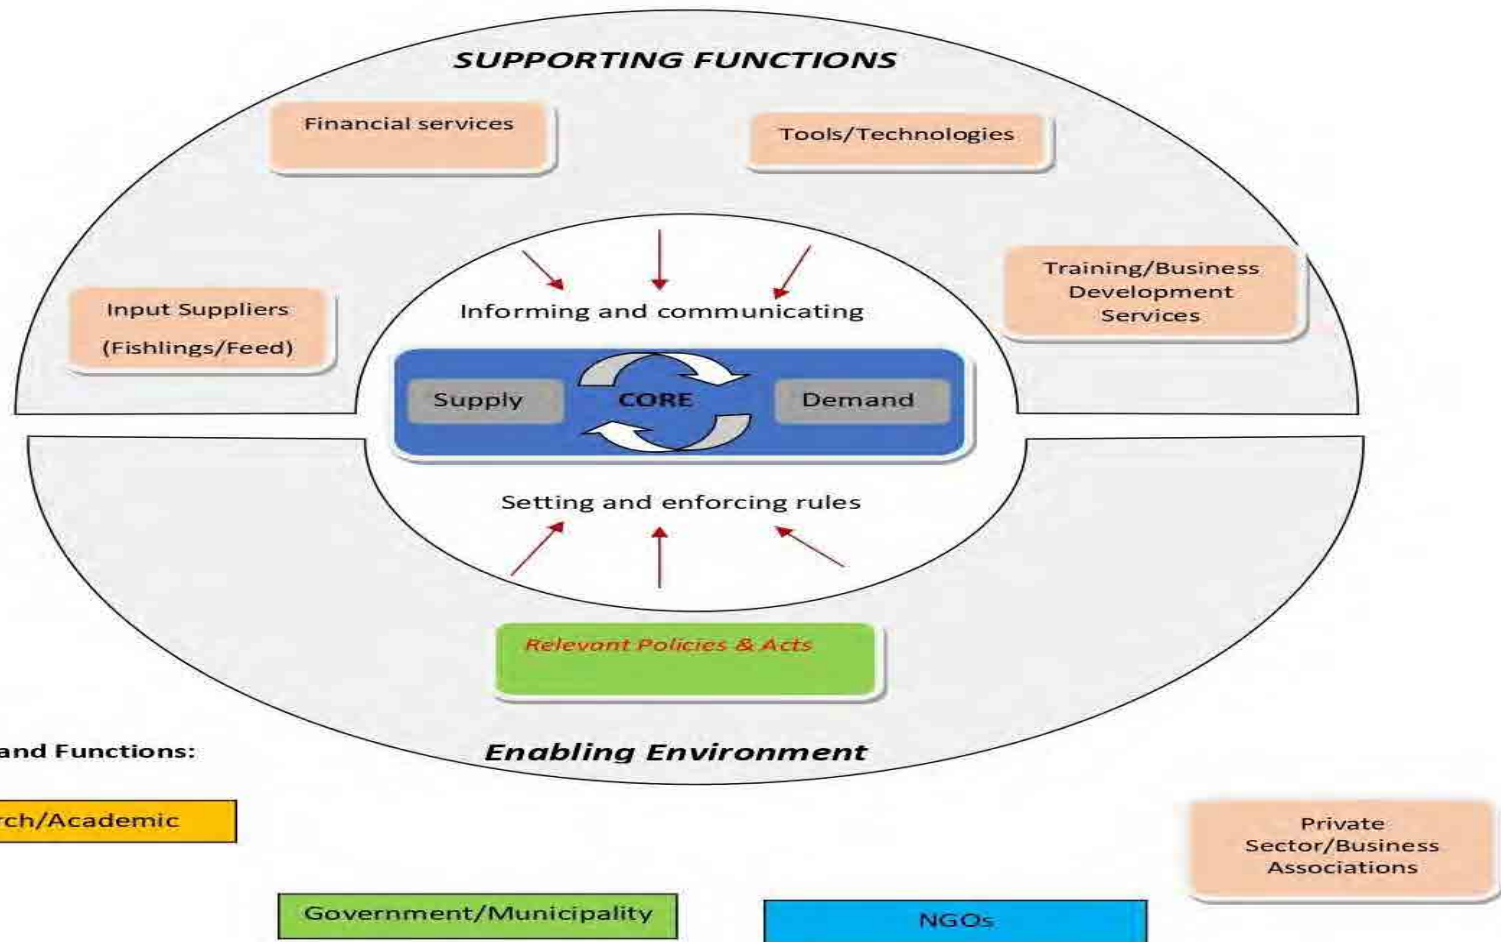 SUPPORTING FUNCTIONS
Financial services
Tools/Technologies
Training/Business
Development
Services
Input Suppliers
(Fishlings/Feed)
Informing and communicating
Supply
CORE
Demand
Setting and enforcing rules
Relevant Policies & Acts
Enabling Environment
and Functions:
rch/Academic
Private
Sector/Business
Associations
Government/Municipality
NGOs